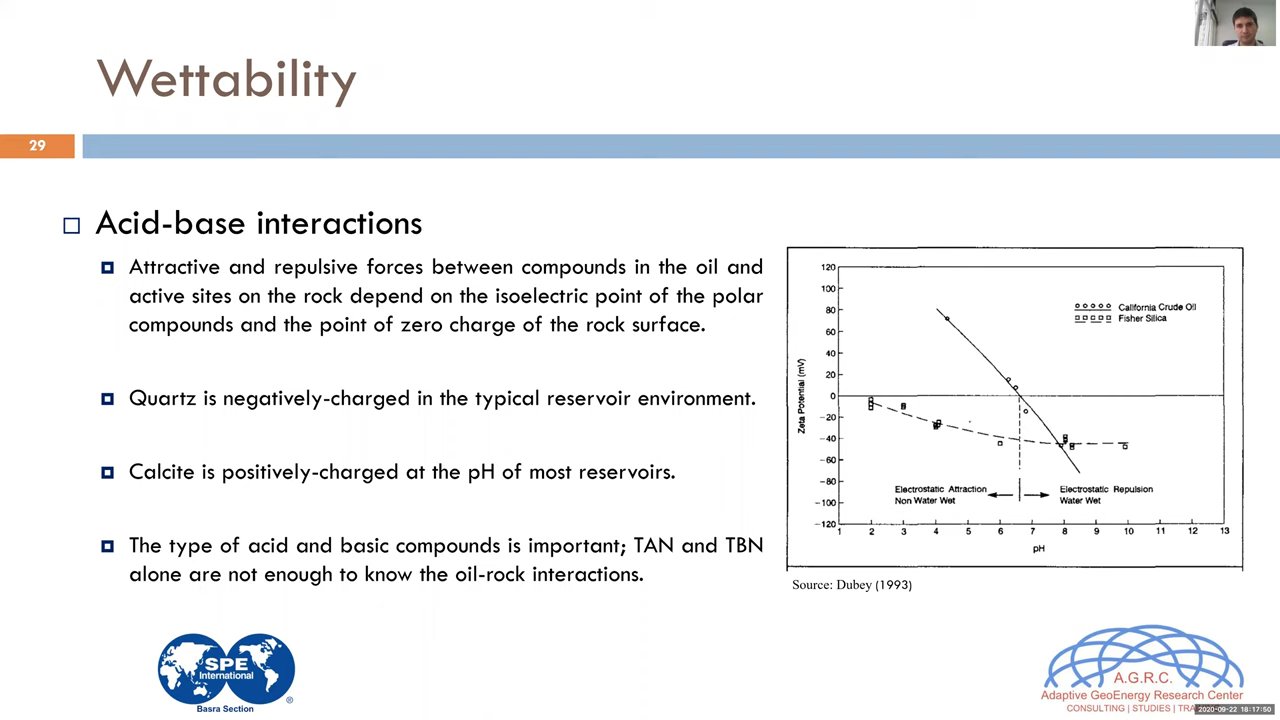 Wettability
29
Acid-base interactions
Attractive and repulsive forces between compounds in the oil and
active sites on the rock depend on the isoelectric point of the polar
compounds and the point of zero charge of the rock surface.
Quartz is negatively-charged in the typical reservoir environment.
Calcite is positively-charged at the pH of most reservoirs.
The type of acid and basic compounds is important; TAN and TBN
alone are not enough to know the oil-rock interactions.
120
100
80
60
40
20
0
-20
-40
-60
-80
-100
-120
Zeta Potential (mV)
California Crude Oil
Fisher Silica
Electrostatic Attraction
Non Water Wet
Electrostatic Repulsion
Water Wet
1 2 3 4 5 6 7 8 9 10 11 12 13
pH
Source: Dubey (1993)
SPE
International
®
Basra Section
A.G.R.C.
Adaptive GeoEnergy Research Center
CONSULTING | STUDIES | TRA
2020-09-22 18:17:50